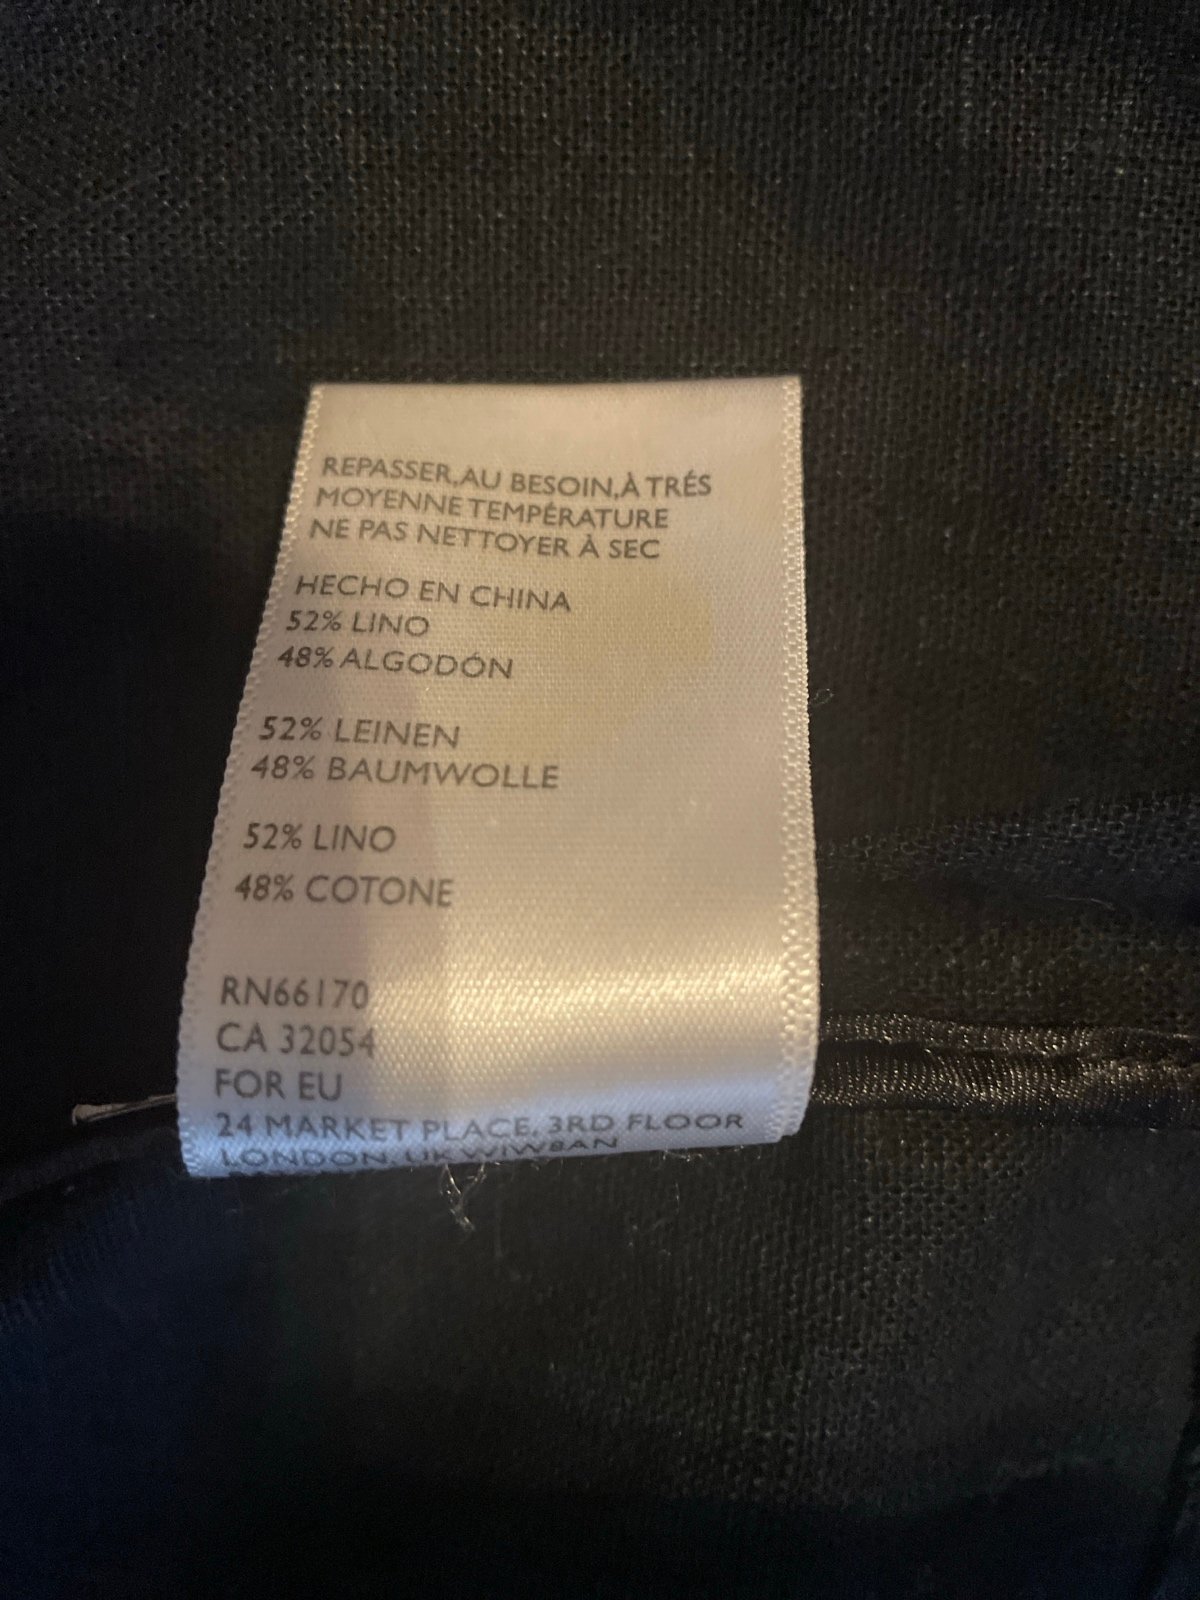 REPASSER,AU BESOIN,À TRÉS
MOYENNE TEMPÉRATURE
NE PAS NETTOYER À SEC
HECHO EN CHINA
52% LINO
48% ALGODÓN
52% LEINEN
48% BAUMWOLLE
52% LINO
48% COTONE
RN66170
CA 32054
FOR EU
24 MARKET PLACE, 3RD FLOOR
LONDON, UK W1W8AN